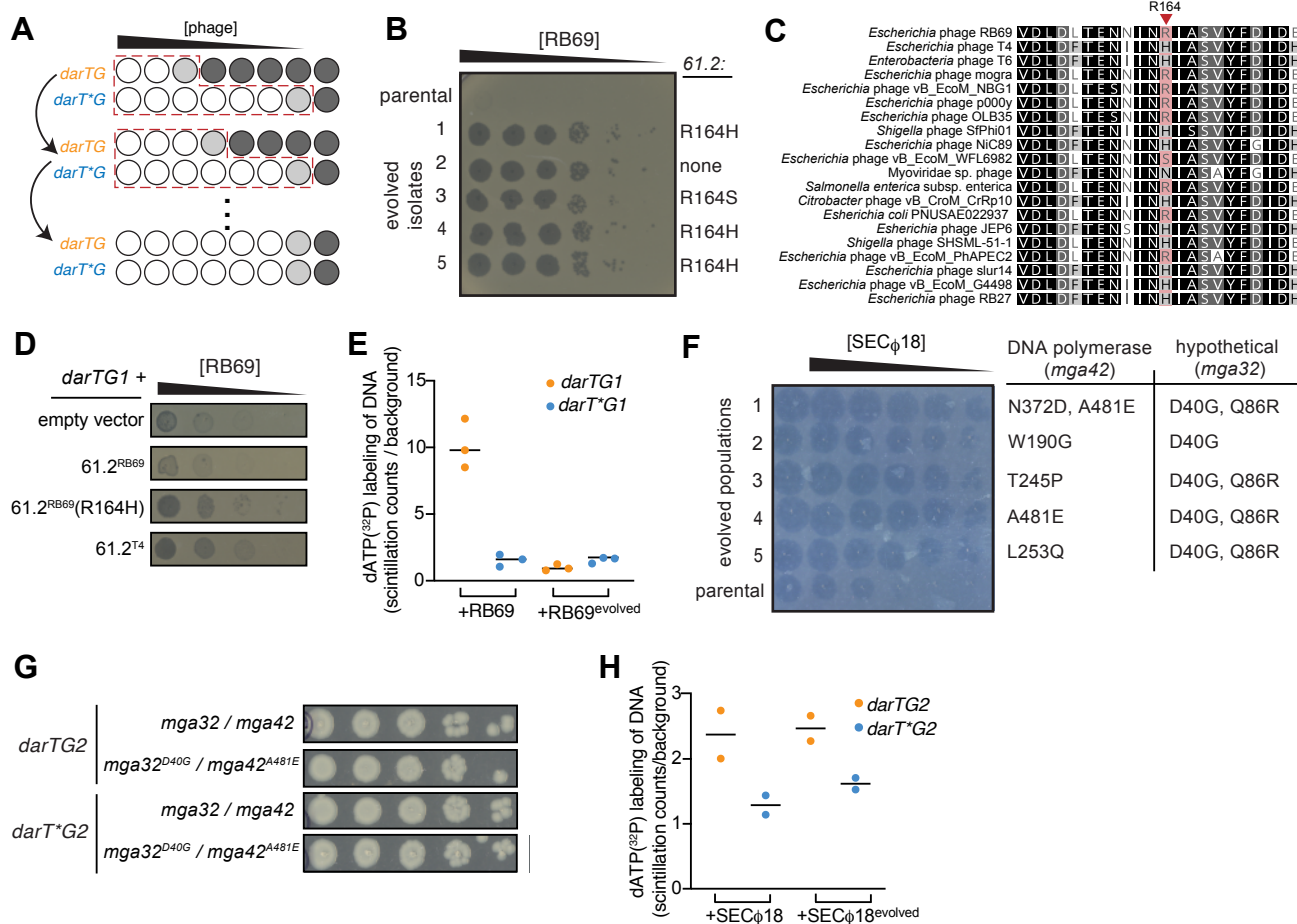 A
[phage]
darTG
darT*G
darTG
darT*G
darTG
darT*G
B
[RB69]
61.2:
parental
evolved isolates
1
2
3
4
5
R164H
none
R164S
R164H
R164H
C
R164
Escherichia phage RB69
Escherichia phage T4
Enterobacteria phage T6
Escherichia phage mogra
Escherichia phage vB_EcoM_NBG1
Escherichia phage p000y
Escherichia phage OLB35
Shigella phage SfPhi01
Escherichia phage NiC89
Escherichia phage vB_EcoM_WFL6982
Myoviridae sp. phage
Salmonella enterica subsp. enterica
Citrobacter phage vB_CroM_CrRp10
Esherichia coli PNUSAE022937
Esherichia phage JEP6
Shigella phage SHSML-51-1
Esherichia phage vB_EcoM_PhAPEC2
Escherichia phage slur14
Escherichia phage vB_EcoM_G4498
Escherichia phage RB27
D
darTG1 +
[RB69]
empty vector
61.2RB69
61.2RB69(R164H)
61.2T4
E
dATP(32P) labeling of DNA
(scintillation counts / background)
15
10
5
0
darTG1
darT*G1
+RB69
+RB69evolved
F
[SECϕ18]
evolved populations
1
2
3
4
5
parental
DNA polymerase (mga42)
hypothetical (mga32)
N372D, A481E
D40G, Q86R
W190G
D40G
T245P
D40G, Q86R
A481E
D40G, Q86R
L253Q
D40G, Q86R
G
darTG2
mga32 / mga42
mga32D40G / mga42A481E
darT*G2
mga32 / mga42
mga32D40G / mga42A481E
H
dATP(32P) labeling of DNA
(scintillation counts/background)
3
2
1
0
darTG2
darT*G2
+SECϕ18
+SECϕ18evolved